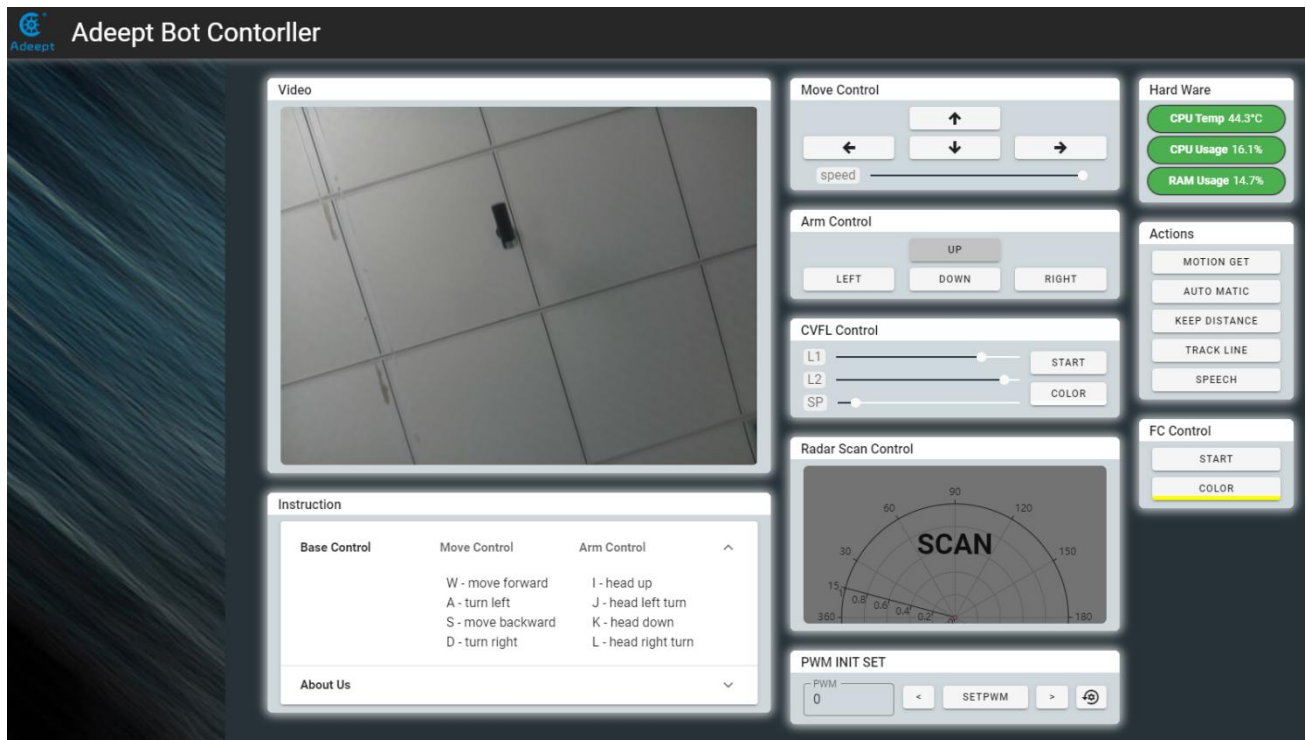 Adeept
Adeept Bot Contorller
Video
Instruction
Base Control Move Control Arm Control
W - move forward I - head up
A - turn left J - head left turn
S - move backward K - head down
D - turn right L - head right turn
About Us
Move Control
speed
Arm Control
UP
LEFT DOWN RIGHT
CVFL Control
L1
START
L2
COLOR
SP
Radar Scan Control
90
60 120
SCAN
30 150
15
1 0.8 0.6 0.4 0.2
360 180
PWM INIT SET
PWM
0 < SETPWM >
Hard Ware
CPU Temp 44.3°C
CPU Usage 16.1%
RAM Usage 14.7%
Actions
MOTION GET
AUTO MATIC
KEEP DISTANCE
TRACK LINE
SPEECH
FC Control
START
COLOR